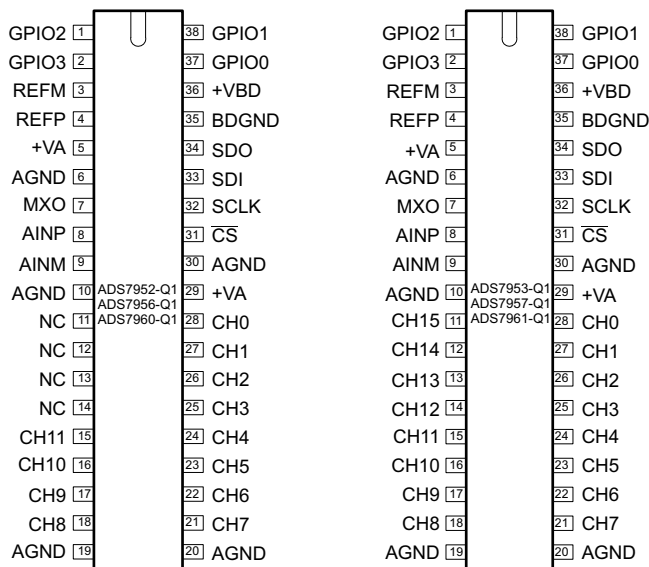 GPIO2 1 38 GPIO1
GPIO3 2 37 GPIO0
REFM 3 36 +VBD
REFP 4 35 BDGND
+VA 5 34 SDO
AGND 6 33 SDI
MXO 7 32 SCLK
AINP 8 31 CS
AINM 9 30 AGND
AGND 10 ADS7952-Q1 29 +VA
ADS7956-Q1
ADS7960-Q1
NC 11 28 CH0
NC 12 27 CH1
NC 13 26 CH2
NC 14 25 CH3
CH11 15 24 CH4
CH10 16 23 CH5
CH9 17 22 CH6
CH8 18 21 CH7
AGND 19 20 AGND
GPIO2 1 38 GPIO1
GPIO3 2 37 GPIO0
REFM 3 36 +VBD
REFP 4 35 BDGND
+VA 5 34 SDO
AGND 6 33 SDI
MXO 7 32 SCLK
AINP 8 31 CS
AINM 9 30 AGND
AGND 10 ADS7953-Q1 29 +VA
ADS7957-Q1
ADS7961-Q1
CH15 11 28 CH0
CH14 12 27 CH1
CH13 13 26 CH2
CH12 14 25 CH3
CH11 15 24 CH4
CH10 16 23 CH5
CH9 17 22 CH6
CH8 18 21 CH7
AGND 19 20 AGND